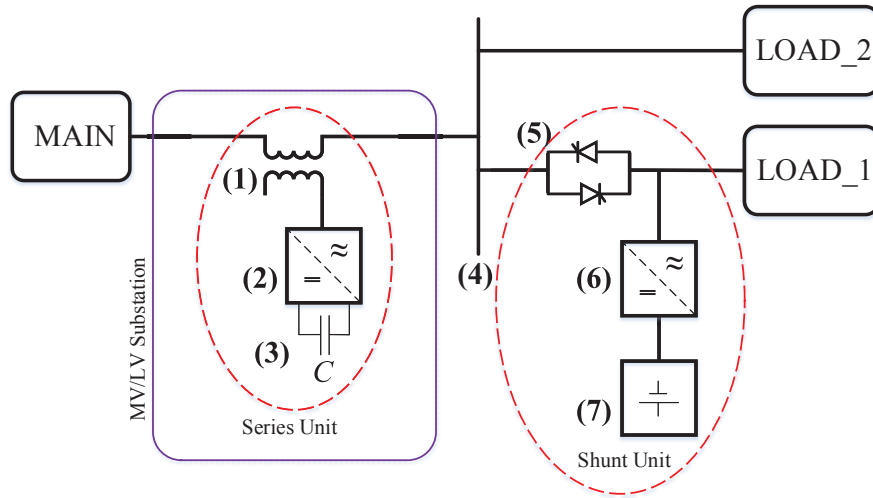 LOAD_2
MAIN
(5)
LOAD_1
(1)
(2)
≈
=
(4)
(6)
≈
=
(3)
C
(7)
MV/LV Substation
Series Unit
Shunt Unit